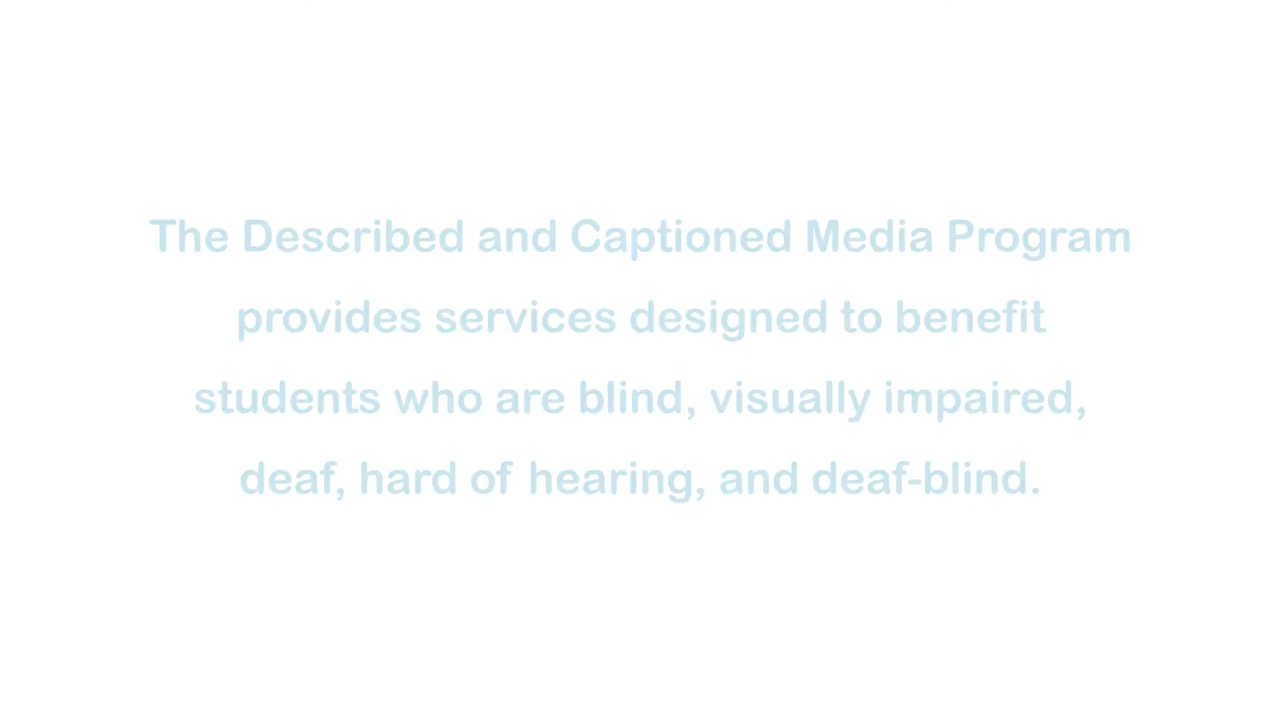 The Described and Captioned Media Program
provides services designed to benefit
students who are blind, visually impaired,
deaf, hard of hearing, and deaf-blind.